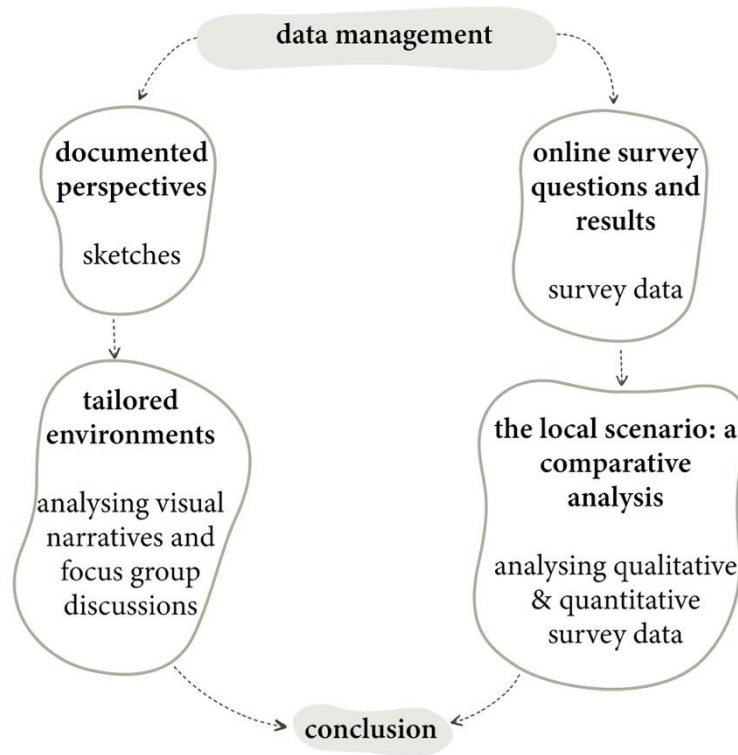 data management
documented
perspectives
sketches
tailored
environments
analysing visual
narratives and
focus group
discussions
online survey
questions and
results
survey data
the local scenario: a
comparative
analysis
analysing qualitative
& quantitative
survey data
conclusion